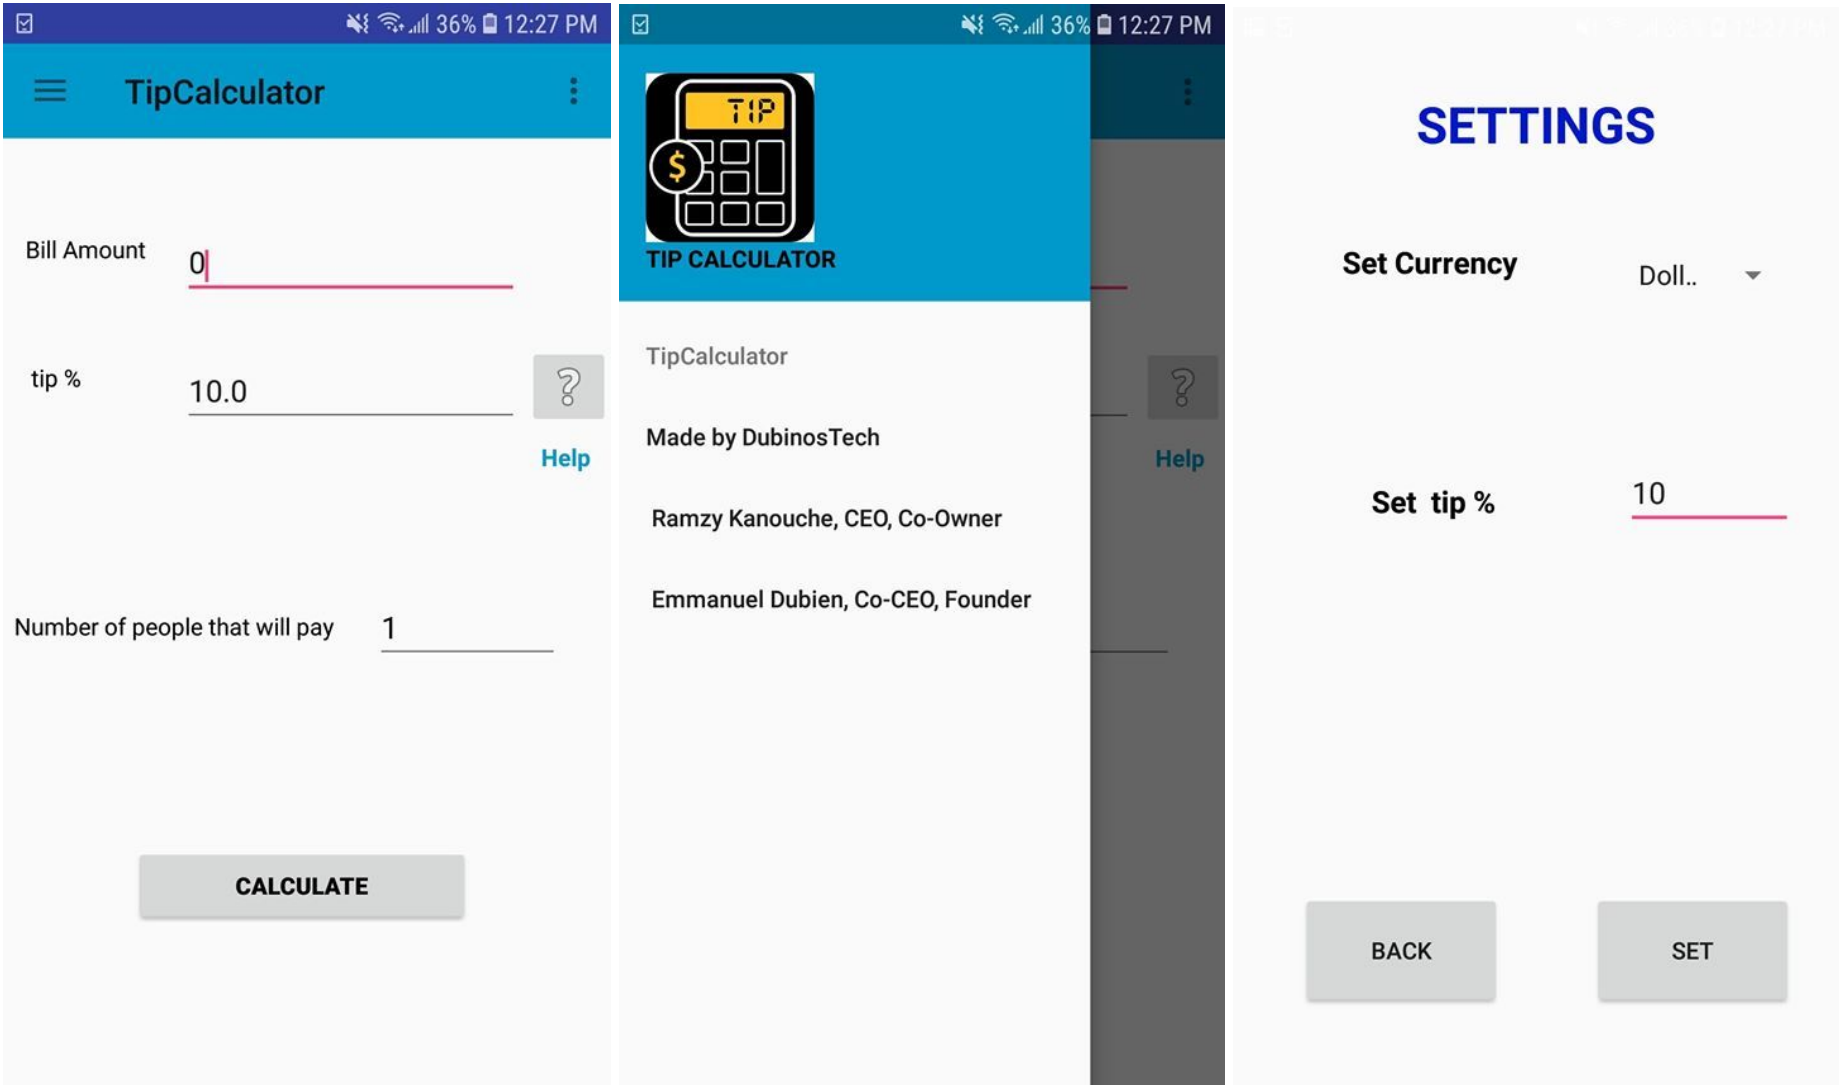 36% 12:27 PM
TipCalculator
Bill Amount
0
tip %
10.0
?
Help
Number of people that will pay
1
CALCULATE
36% 12:27 PM
TIP
$
TIP CALCULATOR
TipCalculator
Made by DubinosTech
Ramzy Kanouche, CEO, Co-Owner
Emmanuel Dubien, Co-CEO, Founder
?
Help
SETTINGS
Set Currency
Doll..
Set tip %
10
BACK
SET